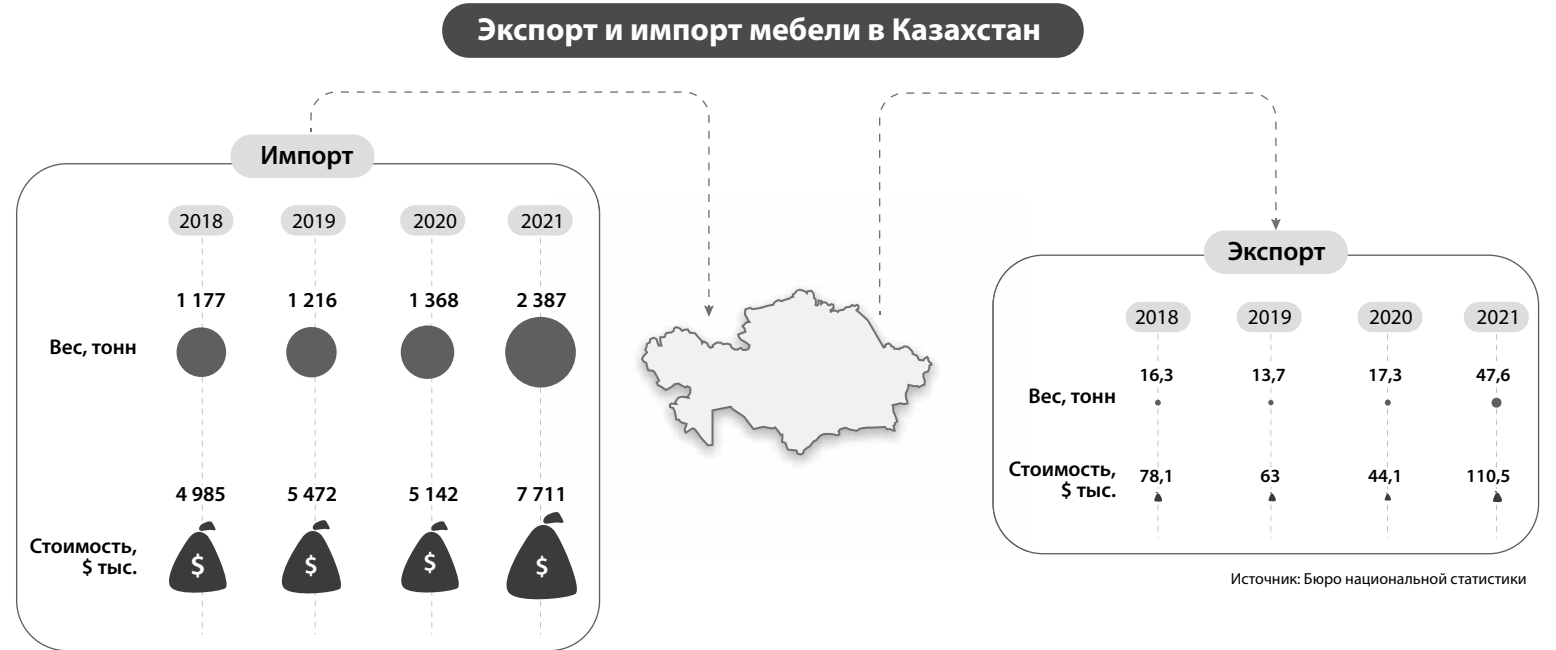 Экспорт и импорт мебели в Казахстан
Импорт
2018 2019 2020 2021
Вес, тонн
1 177 1 216 1 368 2 387
Стоимость,
$ тыс.
4 985 5 472 5 142 7 711
$ $ $ $
Экспорт
2018 2019 2020 2021
Вес, тонн
16,3 13,7 17,3 47,6
Стоимость,
$ тыс.
78,1 63 44,1 110,5
Источник: Бюро национальной статистики